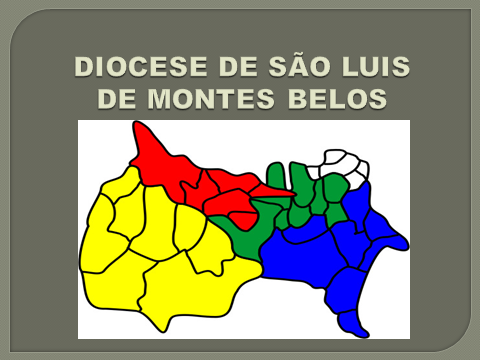 DIOCESE DE SÃO LUIS
DE MONTES BELOS